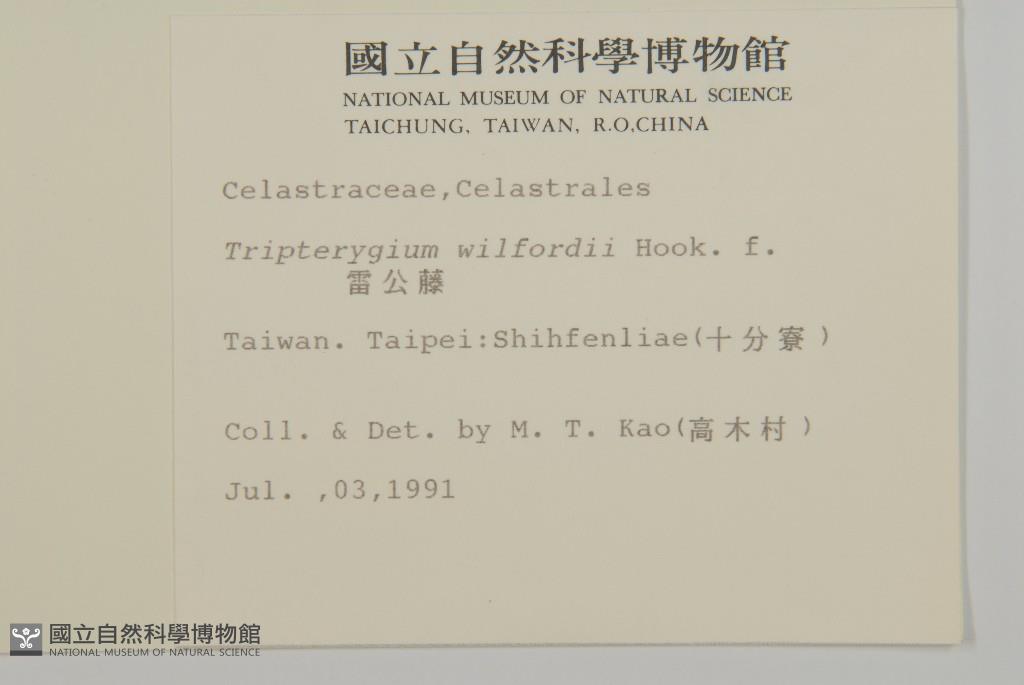 國立自然科學博物館
NATIONAL MUSEUM OF NATURAL SCIENCE
TAICHUNG, TAIWAN, R.O,CHINA
Celastraceae,Celastrales
Tripterygium wilfordii Hook. f.
雷公藤
Taiwan. Taipei:Shihfenliae(十分寮)
Coll. & Det. by M. T. Kao(高木村)
Jul. ,03,1991
國立自然科學博物館
NATIONAL MUSEUM OF NATURAL SCIENCE